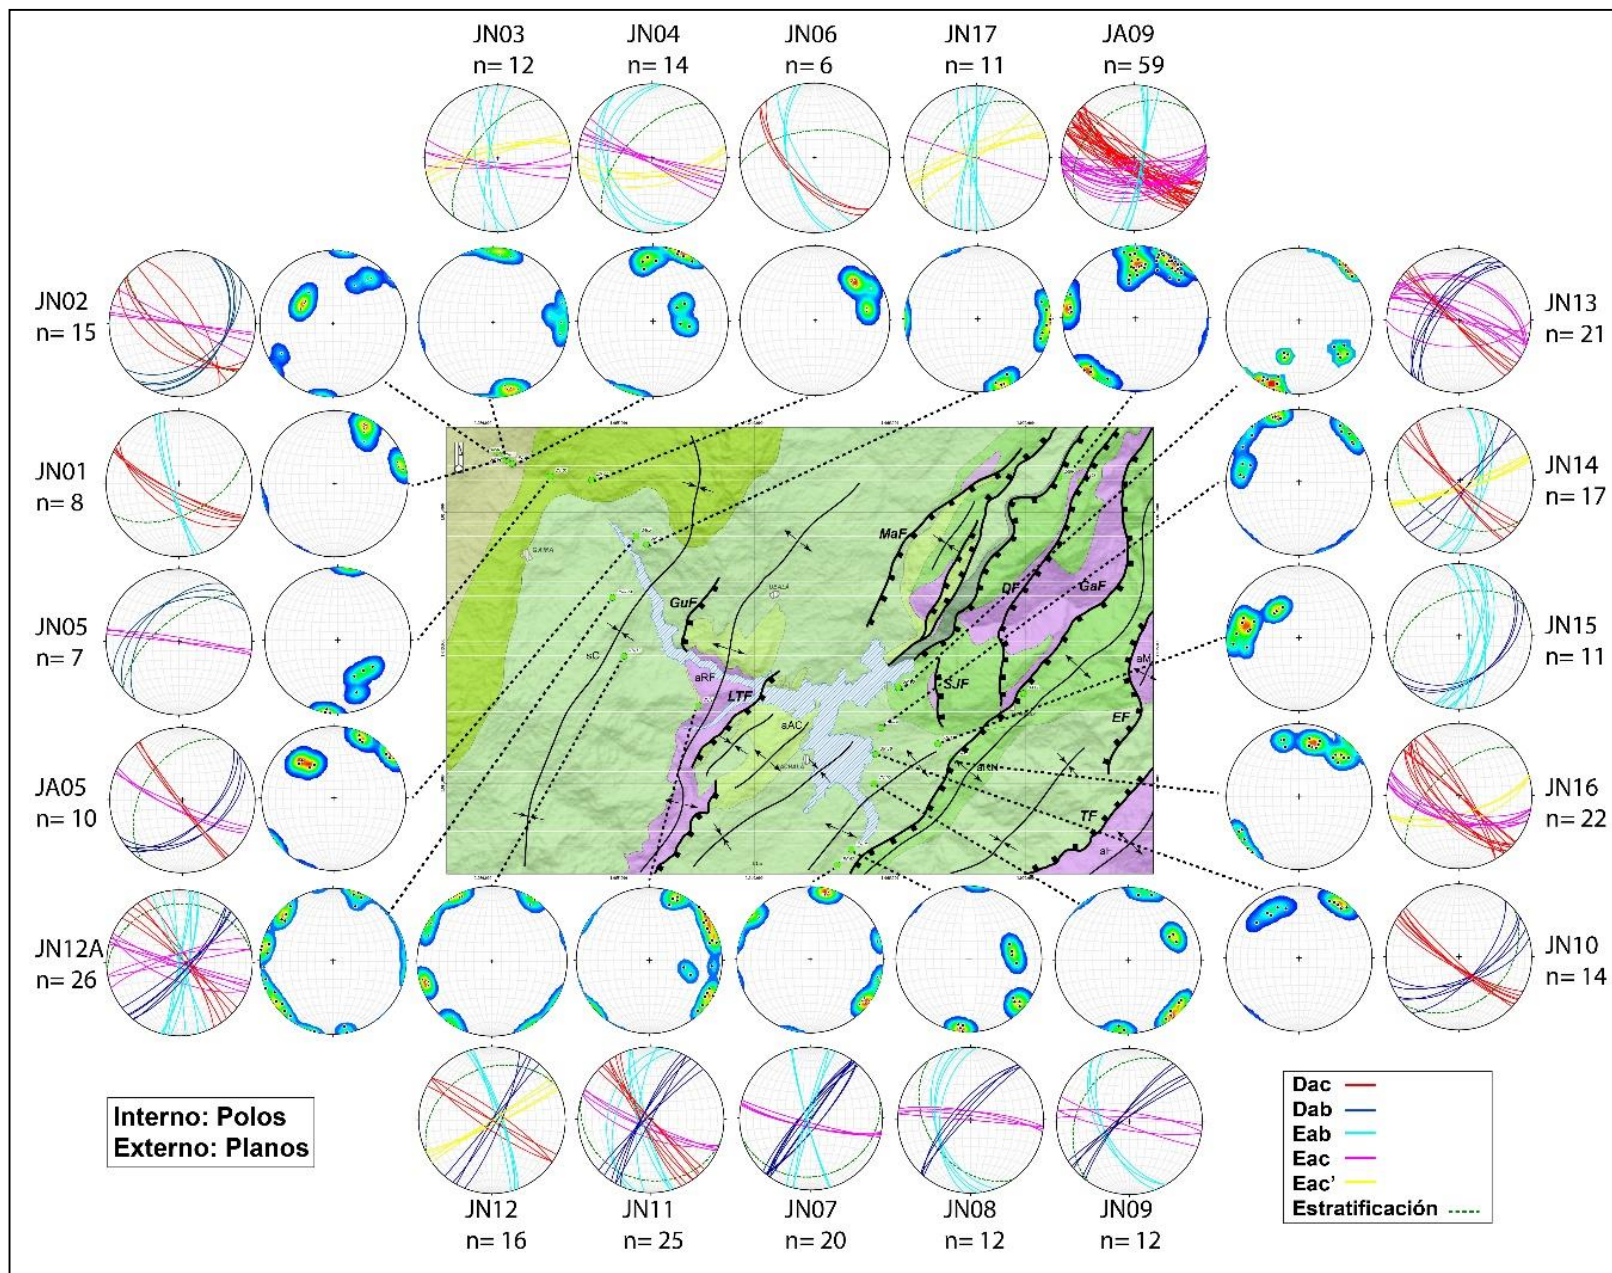 JN03
n= 12
JN04
n= 14
JN06
n= 6
JN17
n= 11
JA09
n= 59
JN02
n= 15
JN13
n= 21
JN01
n= 8
JN14
n= 17
JN05
n= 7
JN15
n= 11
JA05
n= 10
JN16
n= 22
JN12A
n= 26
JN10
n= 14
MaF
DF
GaF
GuF
sC
aRF
LTF
aAC
SJF
aM
EF
TF
Interno: Polos
Externo: Planos
JN12
n= 16
JN11
n= 25
JN07
n= 20
JN08
n= 12
JN09
n= 12
Dac
Dab
Eab
Eac
Eac’
Estratificación